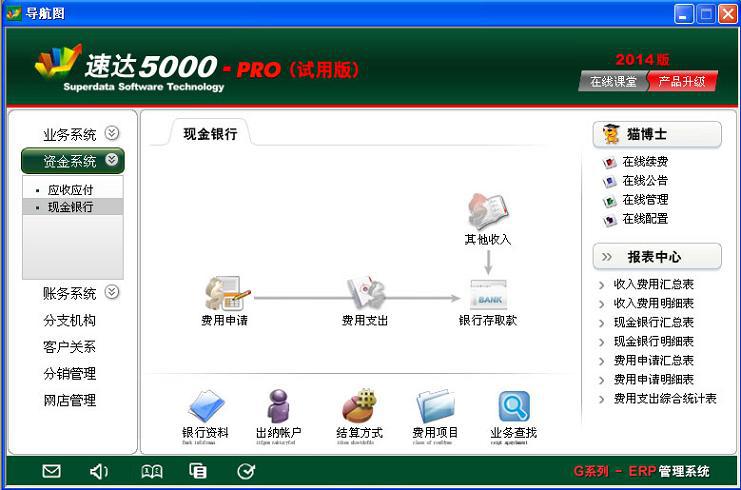 导航图
速达5000-PRO（试用版）
Superdata Software Technology
2014版
在线课堂
产品升级
业务系统
资金系统
应收应付
现金银行
账务系统
分支机构
客户关系
分销管理
网店管理
现金银行
其他收入
费用申请
费用支出
BANK
银行存取款
银行资料
出纳帐户
结算方式
费用项目
业务查找
猫博士
在线续费
在线公告
在线管理
在线配置
报表中心
收入费用汇总表
收入费用明细表
现金银行汇总表
现金银行明细表
费用申请汇总表
费用申请明细表
费用支出综合统计表
G系列 - ERP管理系统